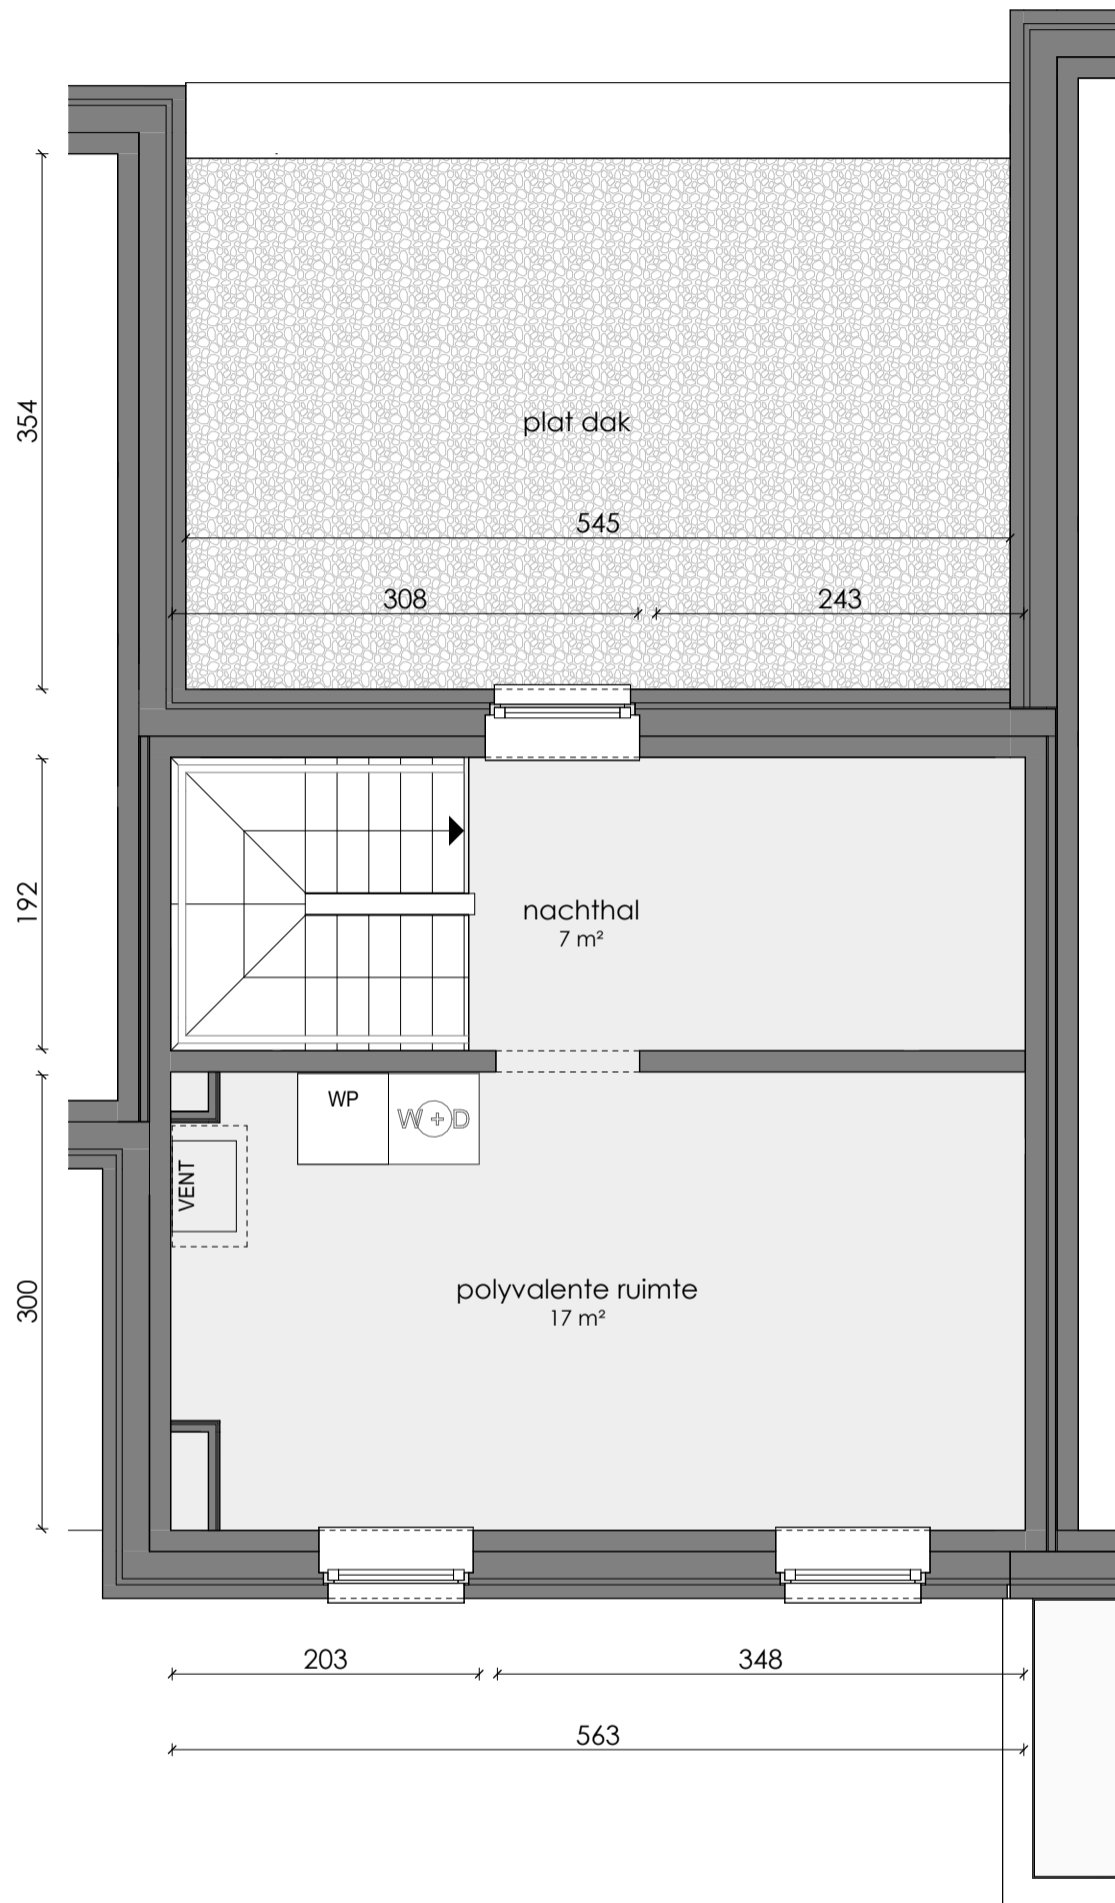 354
plat dak
545
308
243
192
nachthal
7 m²
WP
W+D
VENT
300
polyvalente ruimte
17 m²
203
348
563